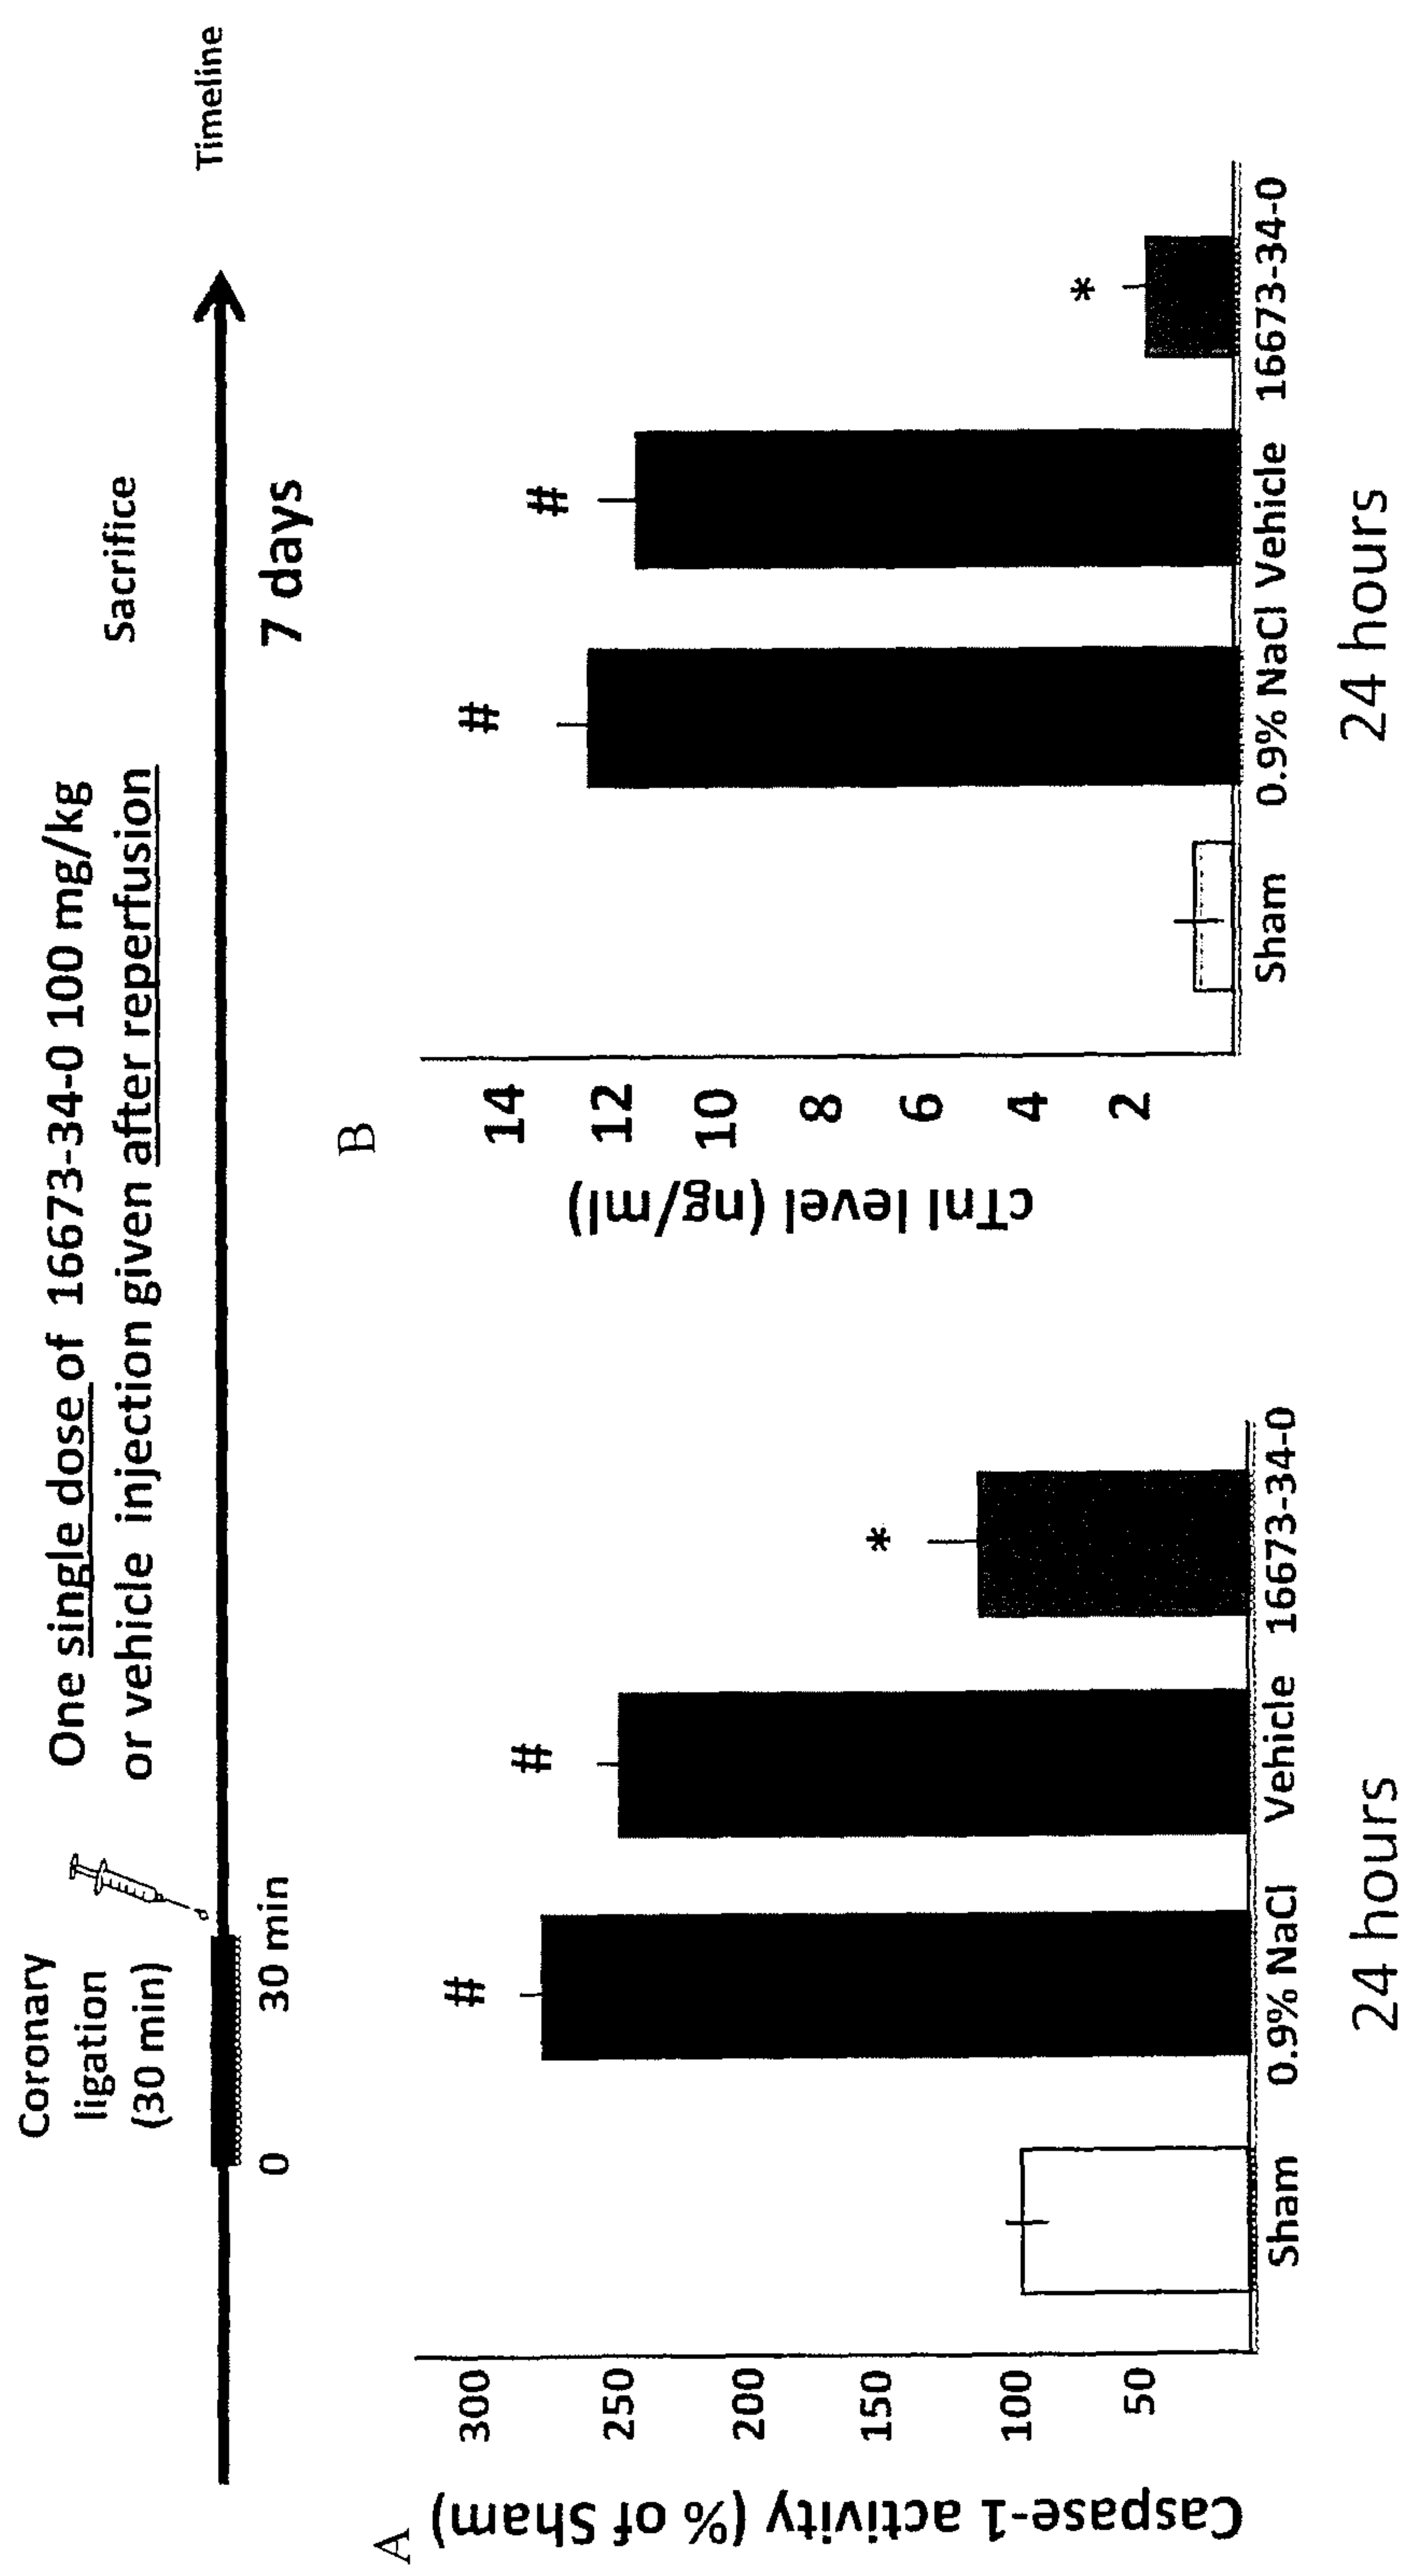 Coronary
ligation
(30 min)
One single dose of 16673-34-0 100 mg/kg
or vehicle injection given after reperfusion
Sacrifice
Timeline
0
30 min
7 days
A
Caspase-1 activity (% of Sham)
300
250
200
150
100
50
#
#
*
Sham
0.9% NaCl
Vehicle
16673-34-0
24 hours
B
cTnI level (ng/ml)
14
12
10
8
6
4
2
#
#
*
Sham
0.9% NaCl
Vehicle
16673-34-0
24 hours